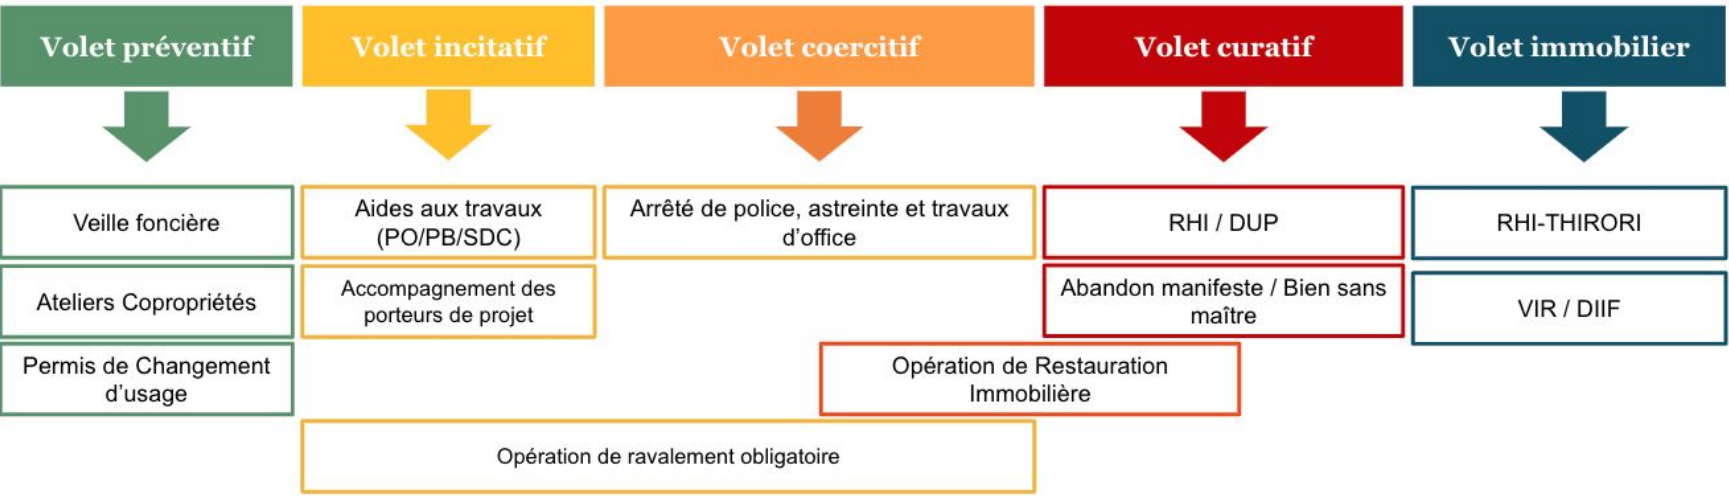 Volet préventif
Volet incitatif
Volet coercitif
Volet curatif
Volet immobilier
Veille foncière
Aides aux travaux
(PO/PB/SDC)
Arrêté de police, astreinte et travaux
d'office
RHI / DUP
RHI-THIRORI
Ateliers Copropriétés
Accompagnement des
porteurs de projet
Abandon manifeste / Bien sans
maître
VIR / DIIF
Permis de Changement
d'usage
Opération de Restauration
Immobilière
Opération de ravalement obligatoire